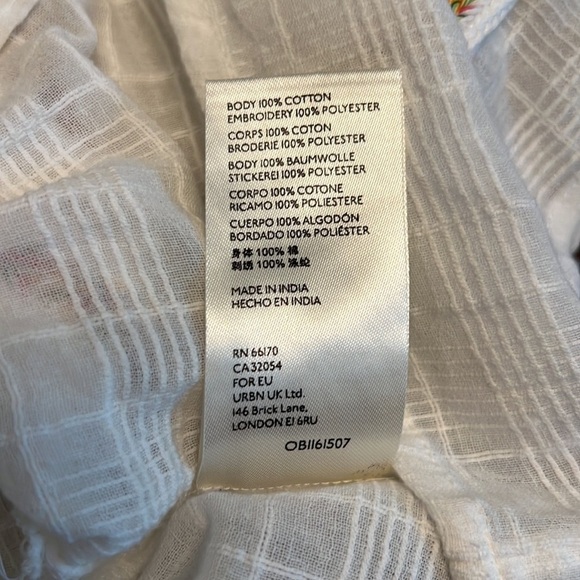 BODY 100% COTTON
EMBROIDERY 100% POLYESTER
CORPS 100% COTON
BRODERIE 100% POLYESTER
BODY 100% BAUMWOLLE
STICKEREI 100% POLYESTER
CORPO 100% COTONE
RICAMO 100% POLIESTERE
CUERPO 100% ALGODÓN
BORDADO 100% POLIÉSTER
身体 100% 棉
刺绣 100% 涤纶
MADE IN INDIA
HECHO EN INDIA
RN 66170
CA32054
FOR EU
URBN UK Ltd.
146 Brick Lane,
LONDON E1 6RU
OB1161507